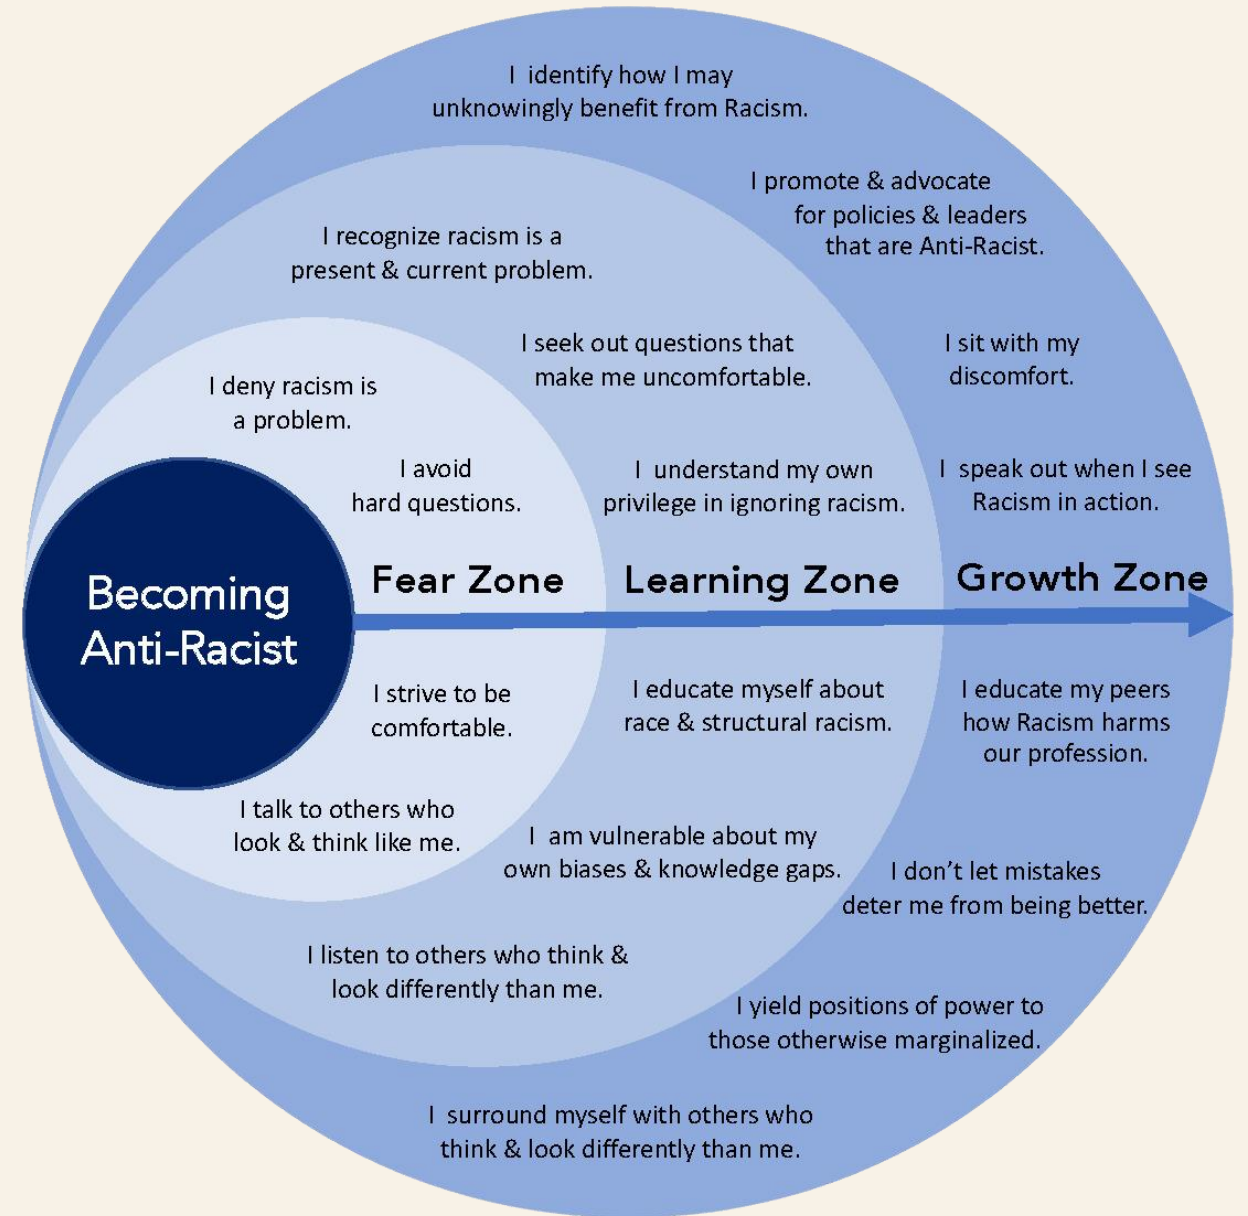 I identify how I may
unknowingly benefit from Racism.
I promote & advocate
for policies & leaders
that are Anti-Racist.
I recognize racism is a
present & current problem.
I seek out questions that
make me uncomfortable.
I sit with my
discomfort.
I deny racism is
a problem.
I avoid
hard questions.
I understand my own
privilege in ignoring racism.
I speak out when I see
Racism in action.
Becoming
Anti-Racist
Fear Zone
Learning Zone
Growth Zone
I strive to be
comfortable.
I educate myself about
race & structural racism.
I educate my peers
how Racism harms
our profession.
I talk to others who
look & think like me.
I am vulnerable about my
own biases & knowledge gaps.
I don’t let mistakes
deter me from being better.
I listen to others who think &
look differently than me.
I yield positions of power to
those otherwise marginalized.
I surround myself with others who
think & look differently than me.